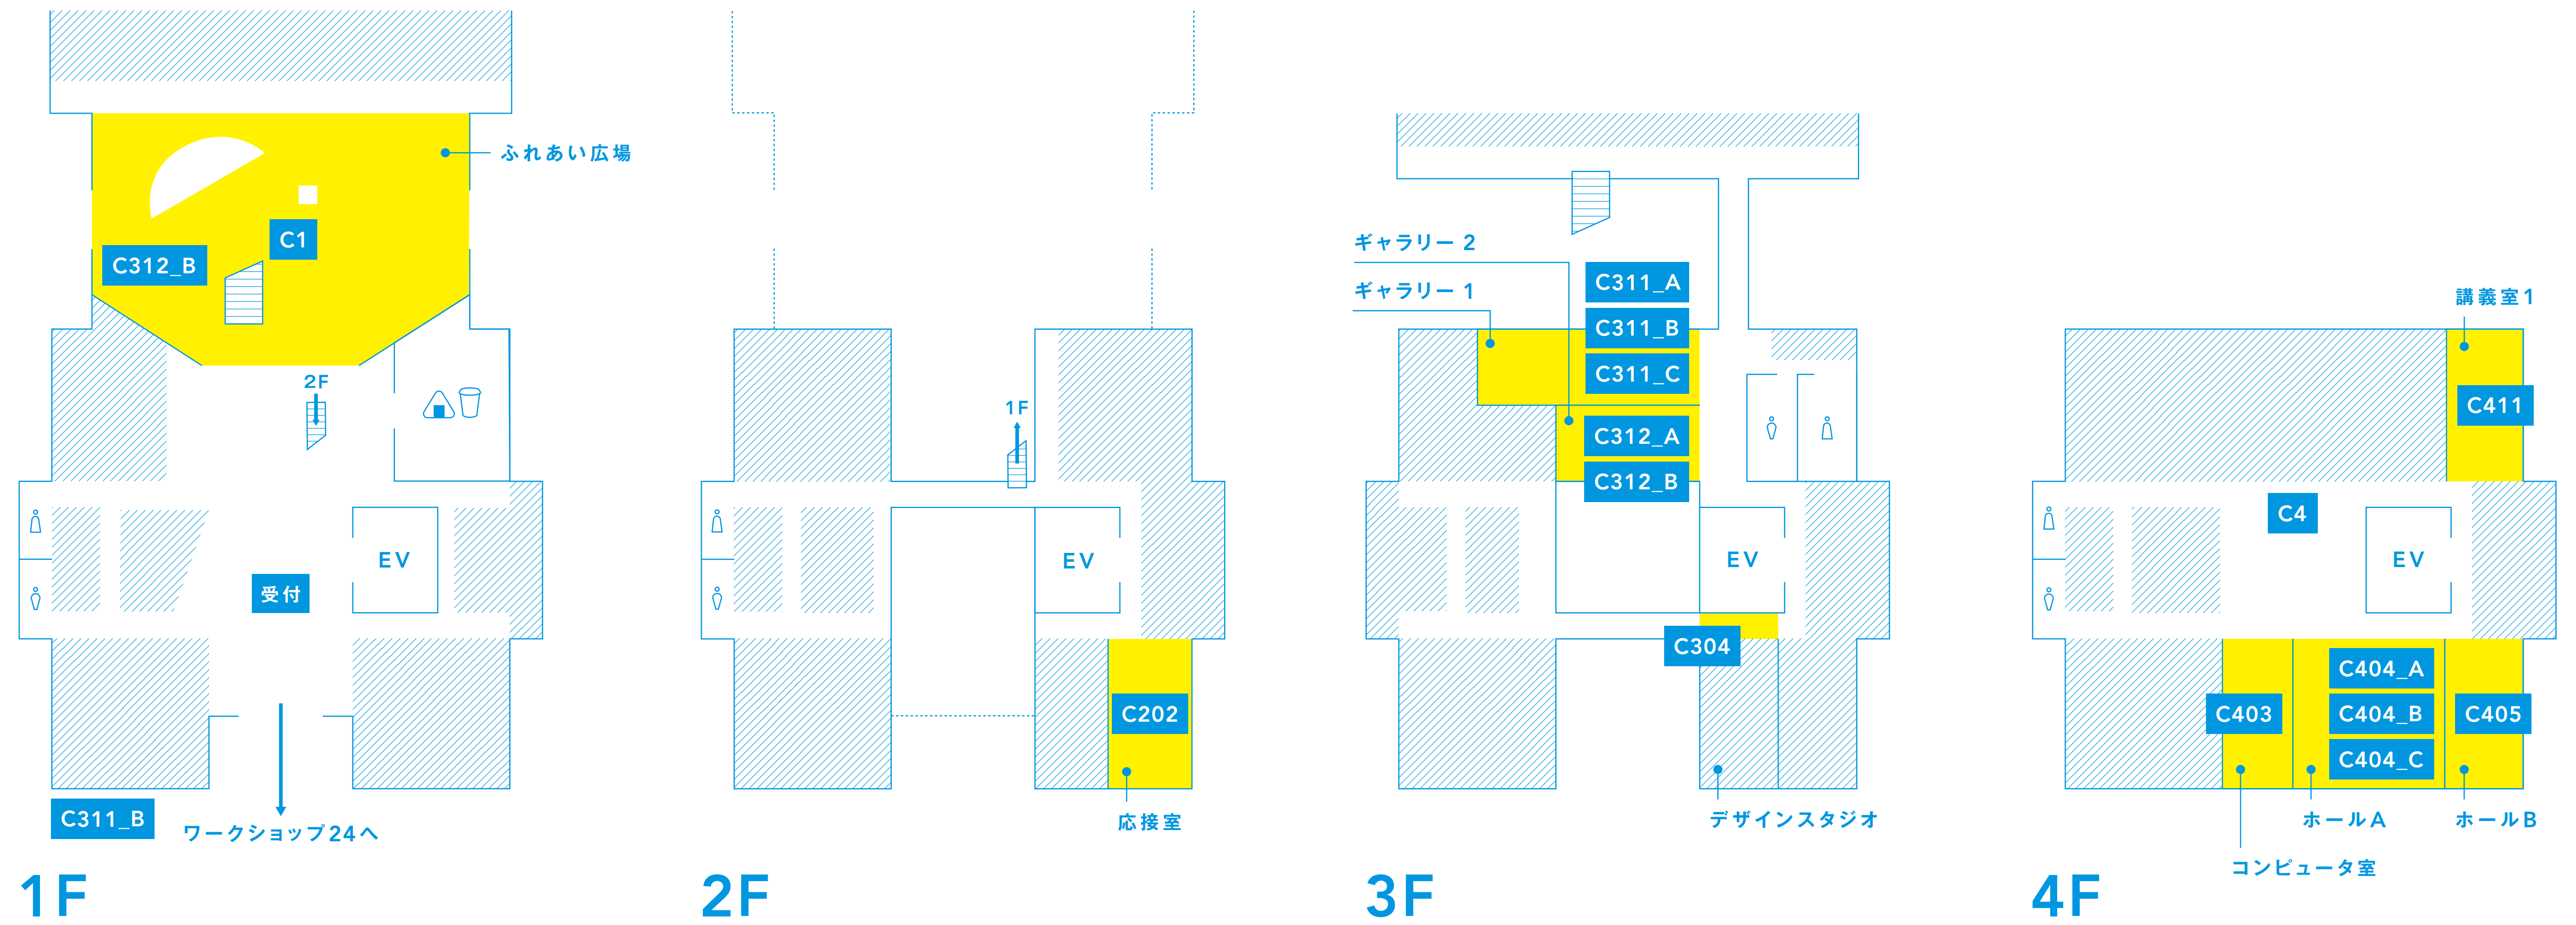 ふれあい広場
C1
C312_B
2F
EV
受付
C311_B
ワークショップ24へ
1F
1F
EV
C202
応接室
2F
ギャラリー 2
ギャラリー 1
C311_A
C311_B
C311_C
C312_A
C312_B
EV
C304
デザインスタジオ
3F
講義室1
C411
C4
EV
C403
C404_A
C404_B
C404_C
C405
ホールA
ホールB
コンピュータ室
4F